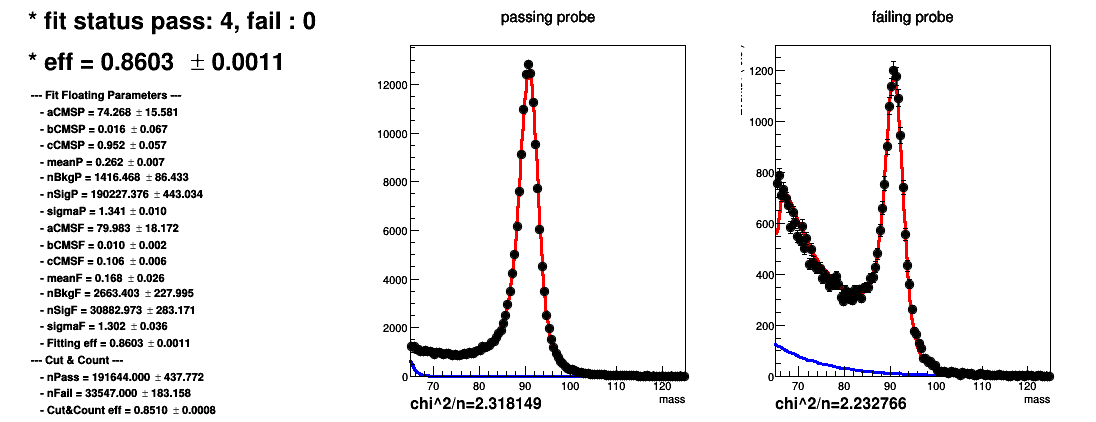 * fit status pass: 4, fail : 0
* eff = 0.8603 ± 0.0011
--- Fit Floating Parameters ---
- aCMSP = 74.268 ± 15.581
- bCMSP = 0.016 ± 0.067
- cCMSP = 0.952 ± 0.057
- meanP = 0.262 ± 0.007
- nBkgP = 1416.468 ± 86.433
- nSigP = 190227.376 ± 443.034
- sigmaP = 1.341 ± 0.010
- aCMSF = 79.983 ± 18.172
- bCMSF = 0.010 ± 0.002
- cCMSF = 0.106 ± 0.006
- meanF = 0.168 ± 0.026
- nBkgF = 2663.403 ± 227.995
- nSigF = 30882.973 ± 283.171
- sigmaF = 1.302 ± 0.036
- Fitting eff = 0.8603 ± 0.0011
--- Cut & Count ---
- nPass = 191644.000 ± 437.772
- nFail = 33547.000 ± 183.158
- Cut&Count eff = 0.8510 ± 0.0008
passing probe
12000
10000
8000
6000
4000
2000
0
70 80 90 100 110 120
mass
chi^2/n=2.318149
failing probe
1200
1000
800
600
400
200
0
70 80 90 100 110 120
mass
chi^2/n=2.232766